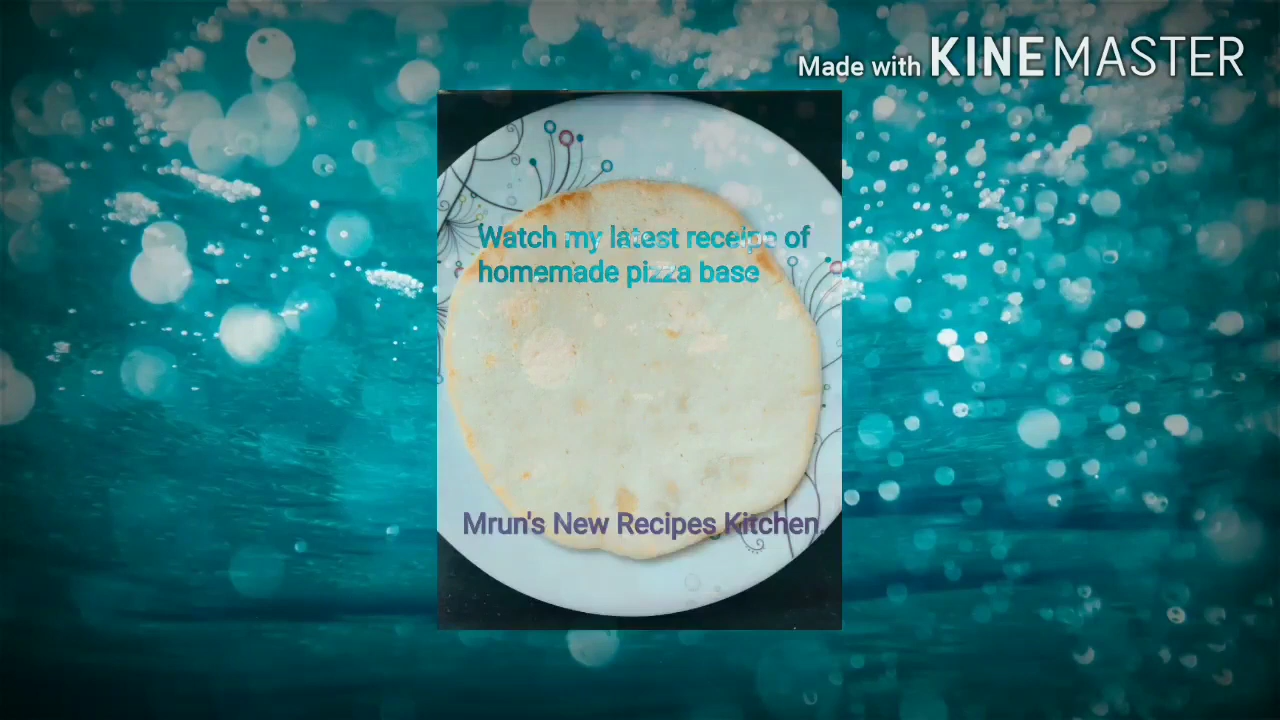 Made with KINEMASTER
Watch my latest receipe of
homemade pizza base
Mrun's New Recipes Kitchen